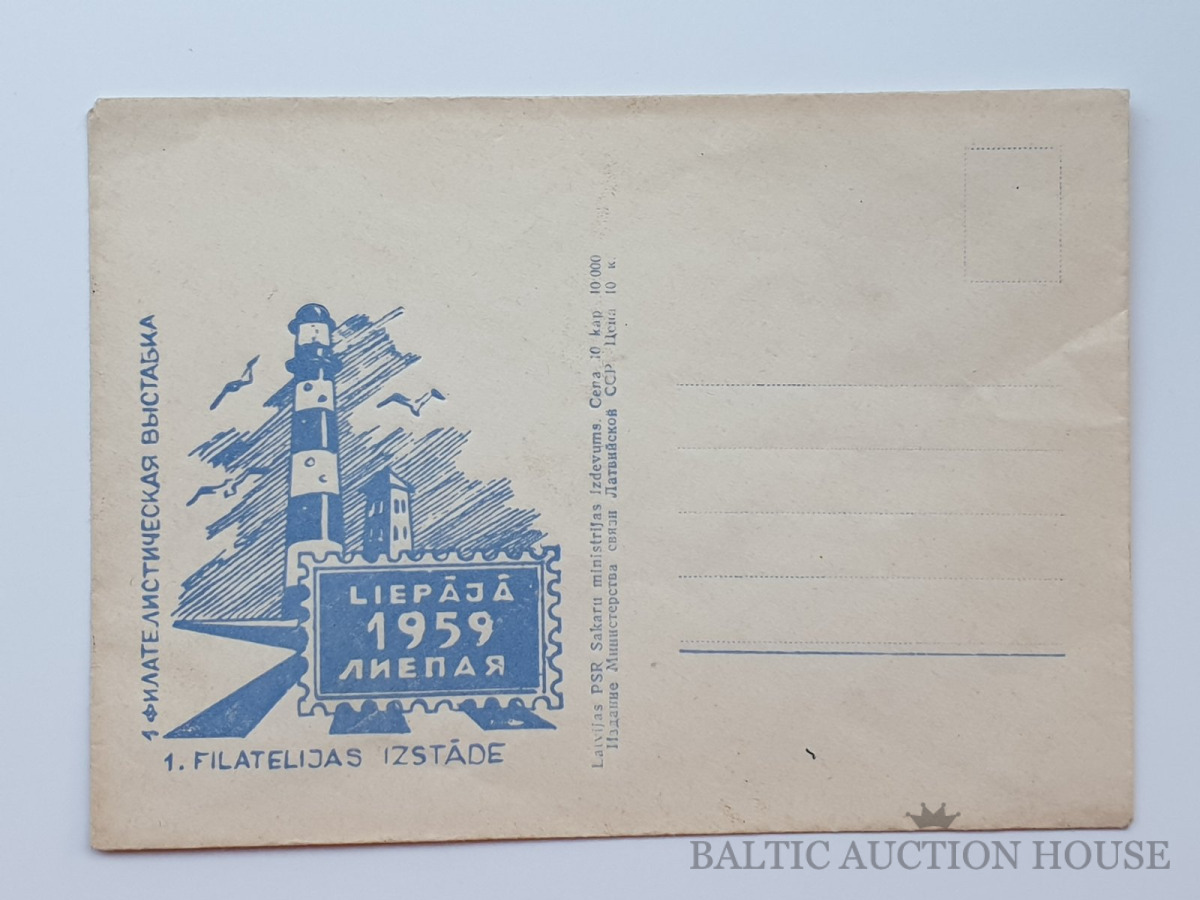 1 ФИЛАТЕЛИСТИЧЕСКАЯ ВЫСТАВКА
LIEPĀJĀ
1959
ЛИЕПАЯ
1. FILATELIJAS IZSTĀDE
Latvijas PSR Sakaru ministrijas izdevums. Cena 10 kap. 10 000
Издание Министерства связи Латвийской ССР Цена 10 к.
BALTIC AUCTION HOUSE